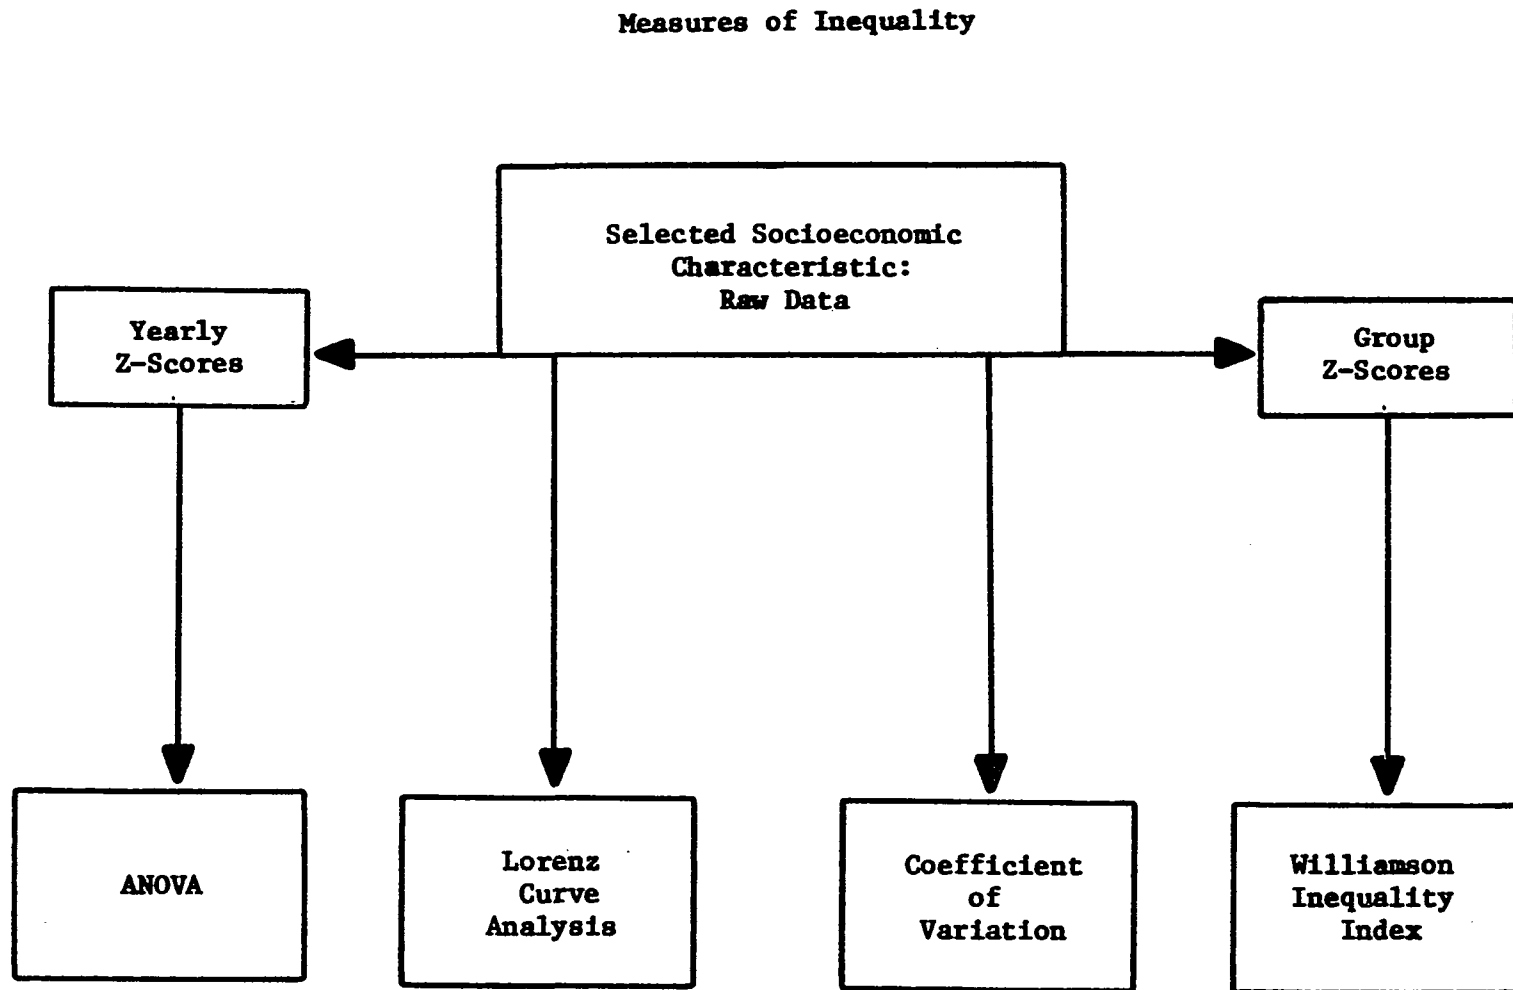 Measures of Inequality
Selected Socioeconomic
Characteristic:
Raw Data
Yearly
Z-Scores
Group
Z-Scores
ANOVA
Lorenz
Curve
Analysis
Coefficient
of
Variation
Williamson
Inequality
Index